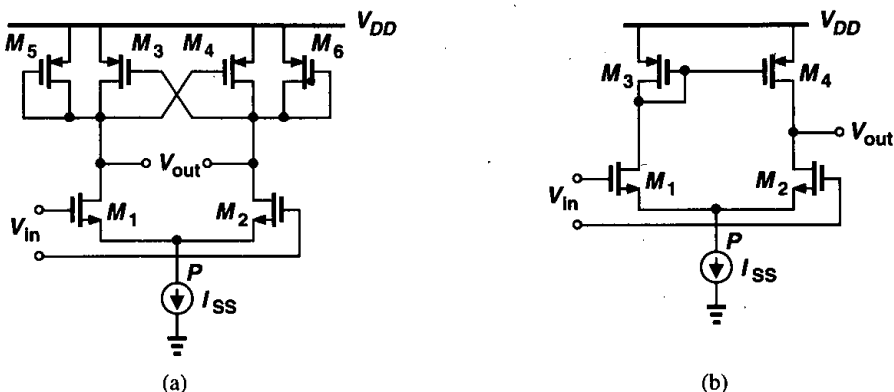 V_DD
M_5 M_3 M_4 M_6
V_out
V_in
M_1 M_2
P
I_SS
(a)
V_DD
M_3 M_4
V_out
V_in
M_1 M_2
P
I_SS
(b)